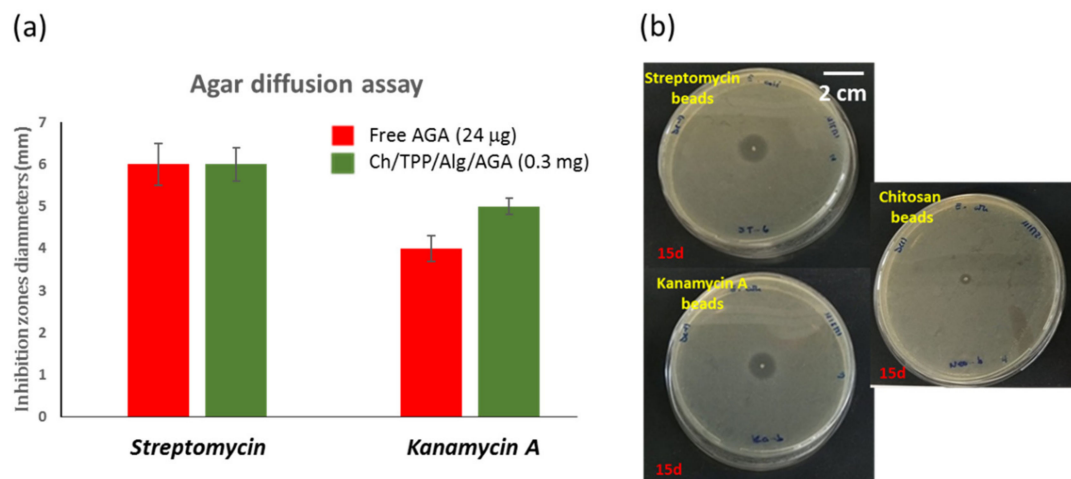 (a)
Agar diffusion assay
Inhibition zones diammeters (mm)
7
6
5
4
3
2
1
0
Free AGA (24 μg)
Ch/TPP/Alg/AGA (0.3 mg)
Streptomycin
Kanamycin A
(b)
Streptomycin
beads
2 cm
15d
Chitosan
beads
15d
Kanamycin A
beads
15d